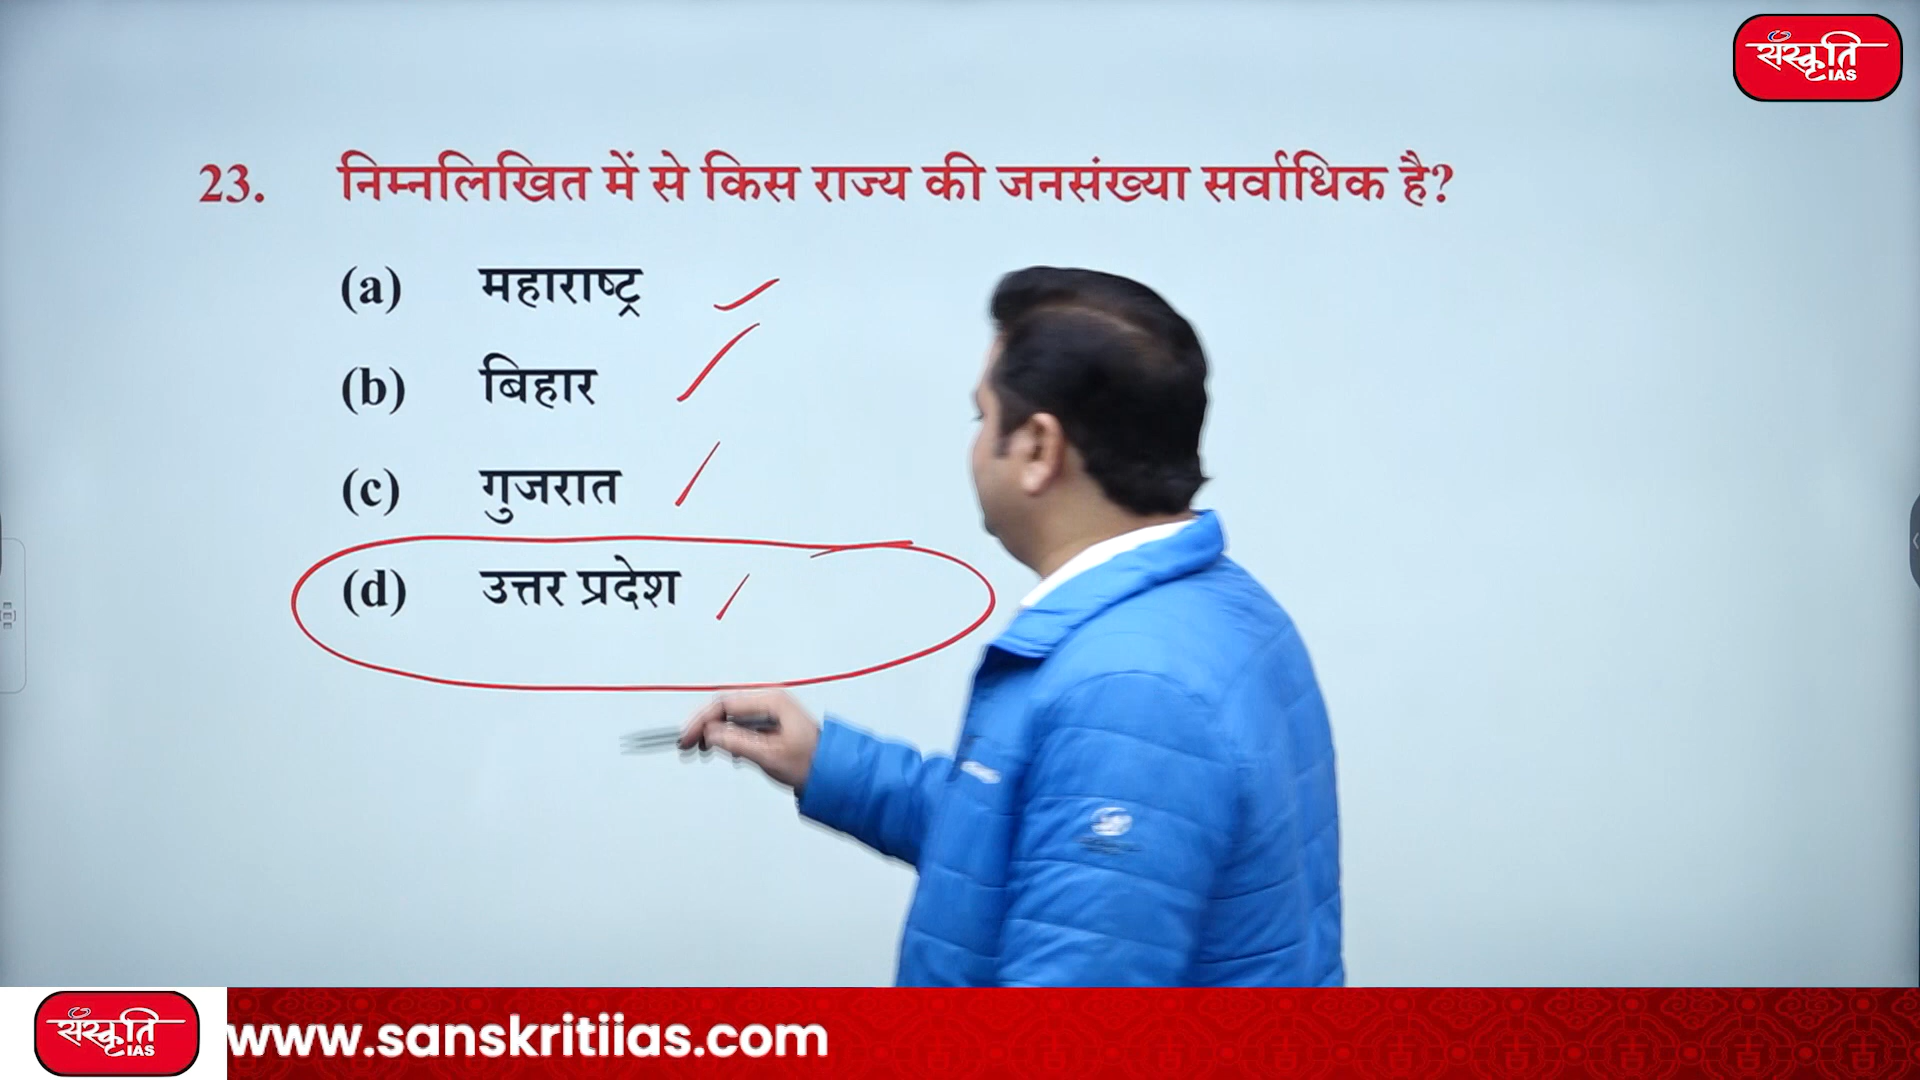 संस्कृति
IAS
23. निम्नलिखित में से किस राज्य की जनसंख्या सर्वाधिक है?
(a) महाराष्ट्र
(b) बिहार
(c) गुजरात
(d) उत्तर प्रदेश
संस्कृति
IAS
www.sanskritiias.com